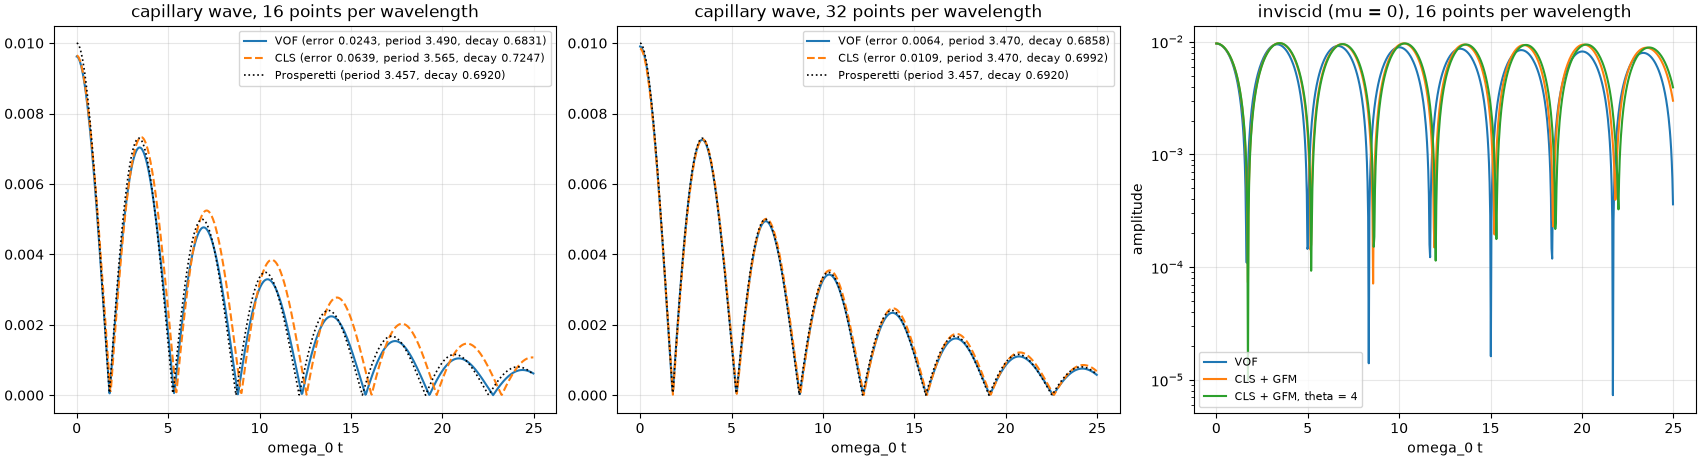 capillary wave, 16 points per wavelength
0.010
0.008
0.006
0.004
0.002
0.000
VOF (error 0.0243, period 3.490, decay 0.6831)
CLS (error 0.0639, period 3.565, decay 0.7247)
Prosperetti (period 3.457, decay 0.6920)
0 5 10 15 20 25
omega_0 t
capillary wave, 32 points per wavelength
0.010
0.008
0.006
0.004
0.002
0.000
VOF (error 0.0064, period 3.470, decay 0.6858)
CLS (error 0.0109, period 3.470, decay 0.6992)
Prosperetti (period 3.457, decay 0.6920)
0 5 10 15 20 25
omega_0 t
inviscid (mu = 0), 16 points per wavelength
amplitude
10⁻²
10⁻³
10⁻⁴
10⁻⁵
VOF
CLS + GFM
CLS + GFM, theta = 4
0 5 10 15 20 25
omega_0 t